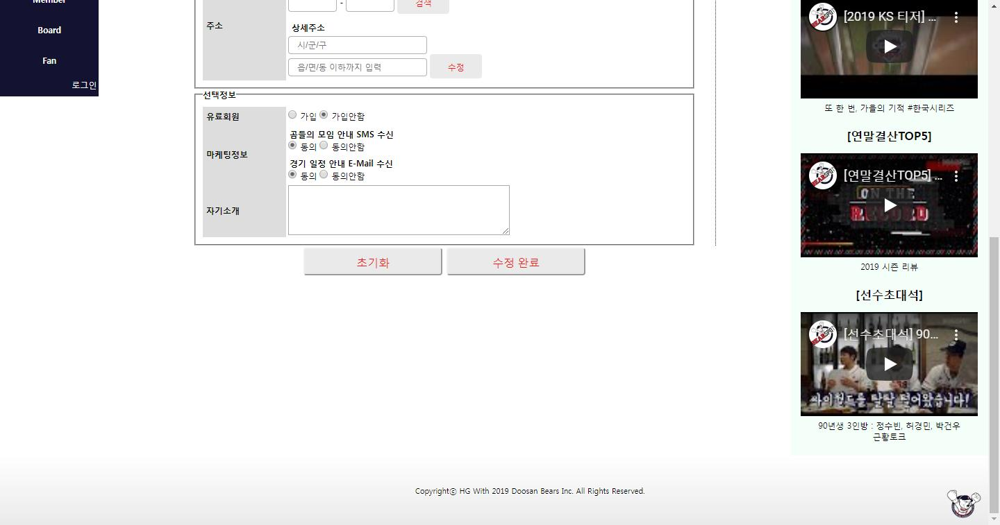 Member
Board
Fan
로그인
-
검색
주소
상세주소
시/군/구
읍/면/동 이하까지 입력
수정
선택정보
유료회원
가입 가입안함
마케팅정보
곰들의 모임 안내 SMS 수신
동의 동의안함
경기 일정 안내 E-Mail 수신
동의 동의안함
자기소개
초기화
수정 완료
[2019 KS 티저] ...
BEARSPOTV
또 한 번, 가을의 기적 #한국시리즈
[연말결산TOP5]
[연말결산TOP5] ...
BEARSPOTV
ON THE
RECORD
2019 시즌 리뷰
[선수초대석]
[선수초대석] 90...
BEARSPOTV
싸이월드를 탈탈 털어왔습니다!
90년생 3인방 : 정수빈, 허경민, 박건우
근황토크
Copyrightⓒ HG With 2019 Doosan Bears Inc. All Rights Reserved.